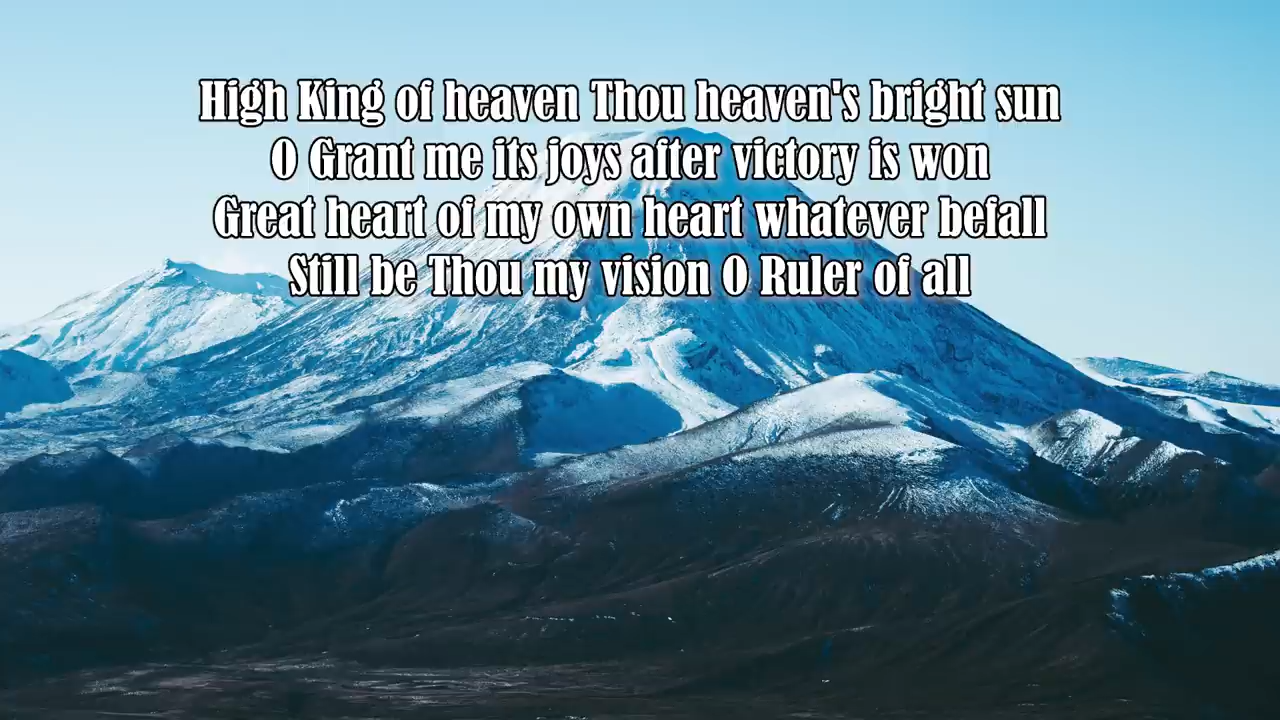 High King of heaven Thou heaven's bright sun
O Grant me its joys after victory is won
Great heart of my own heart whatever befall
Still be Thou my vision O Ruler of all